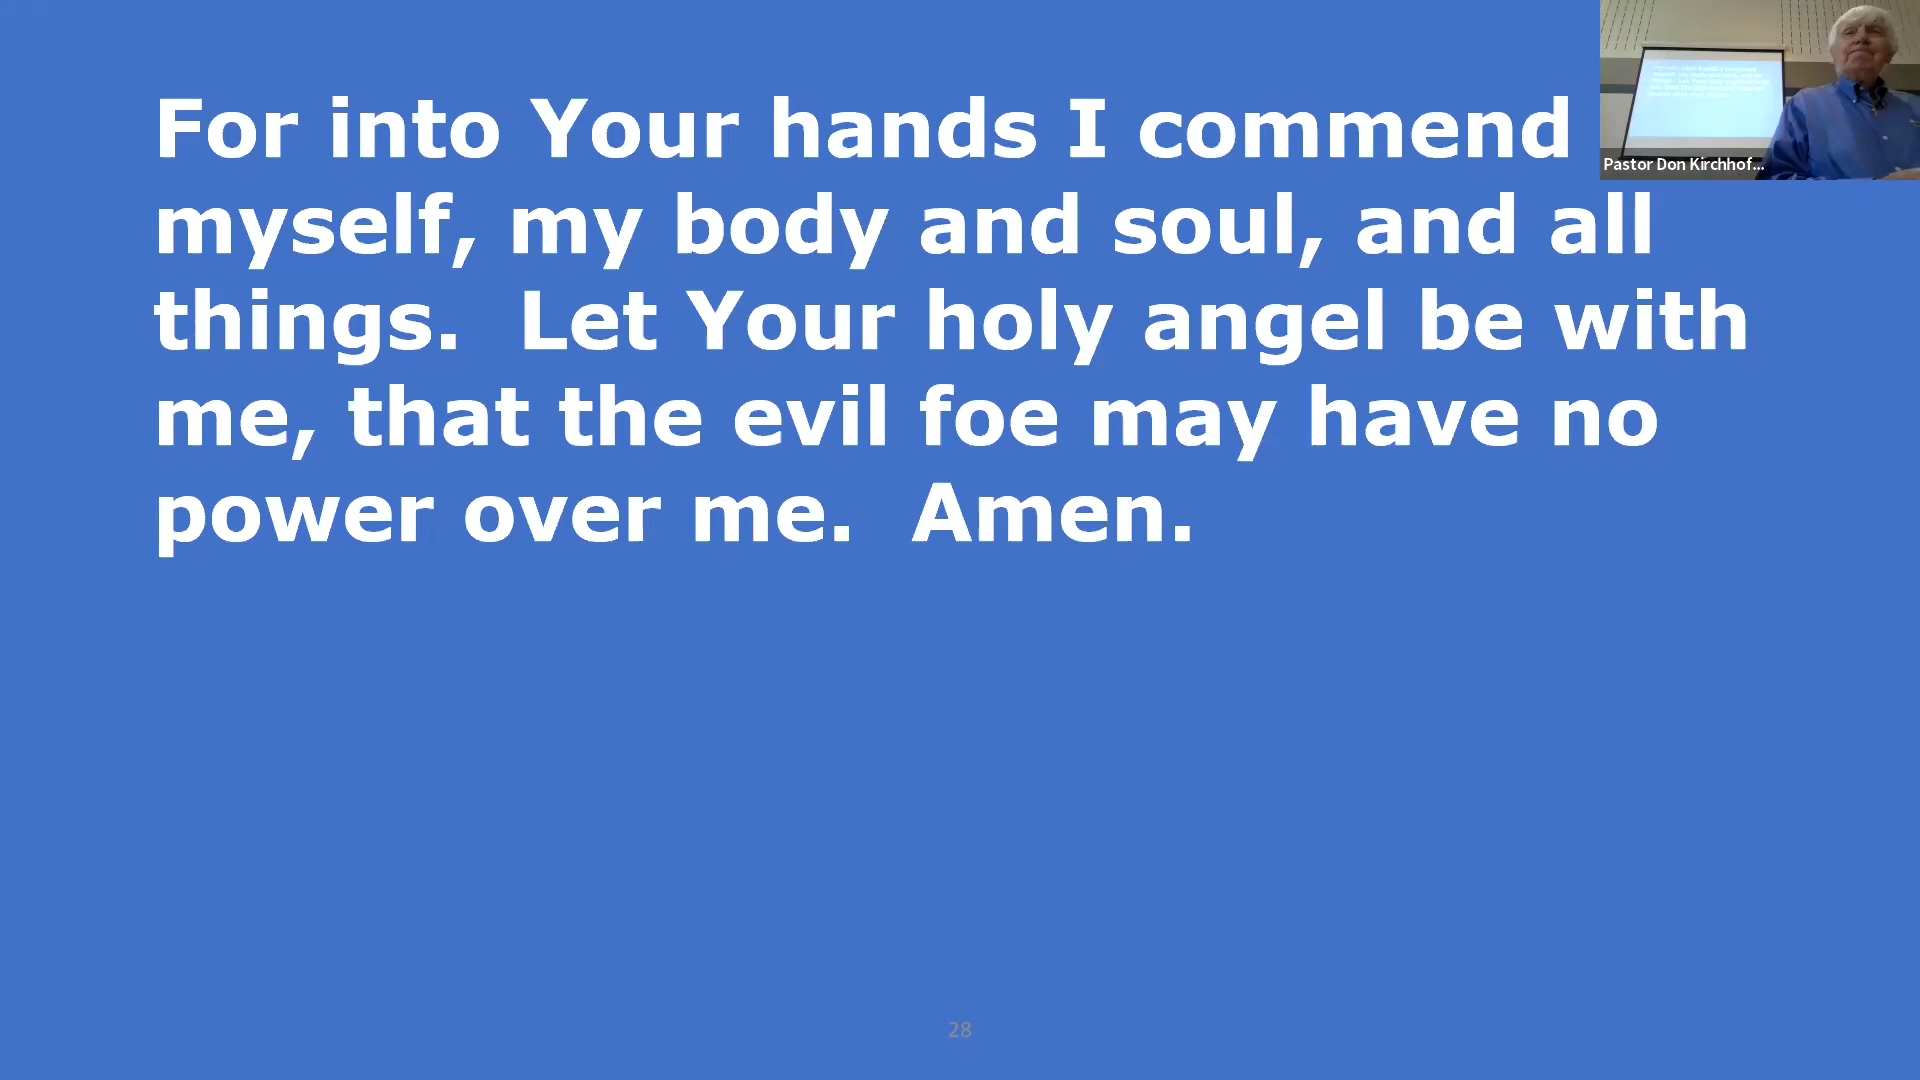 For into Your hands I commend
myself, my body and soul, and all
things.  Let Your holy angel be with
me, that the evil foe may have no
power over me.  Amen.
Pastor Don Kirchhof...
28